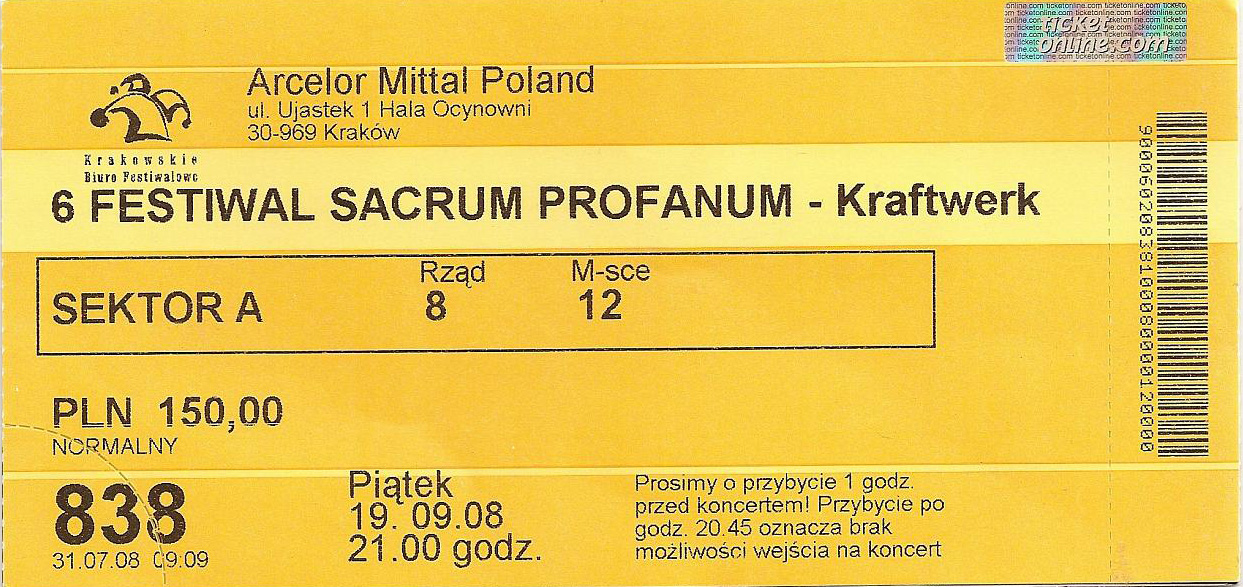 ticket
online.com
Arcelor Mittal Poland
ul. Ujastek 1 Hala Ocynowni
30-969 Kraków
Krakowskie
Biuro Festiwalowe
6 FESTIWAL SACRUM PROFANUM - Kraftwerk
Rząd M-sce
SEKTOR A 8 12
PLN 150,00
NORMALNY
838
31.07.08 09:09
Piątek
19. 09.08
21.00 godz.
Prosimy o przybycie 1 godz.
przed koncertem! Przybycie po
godz. 20.45 oznacza brak
możliwości wejścia na koncert